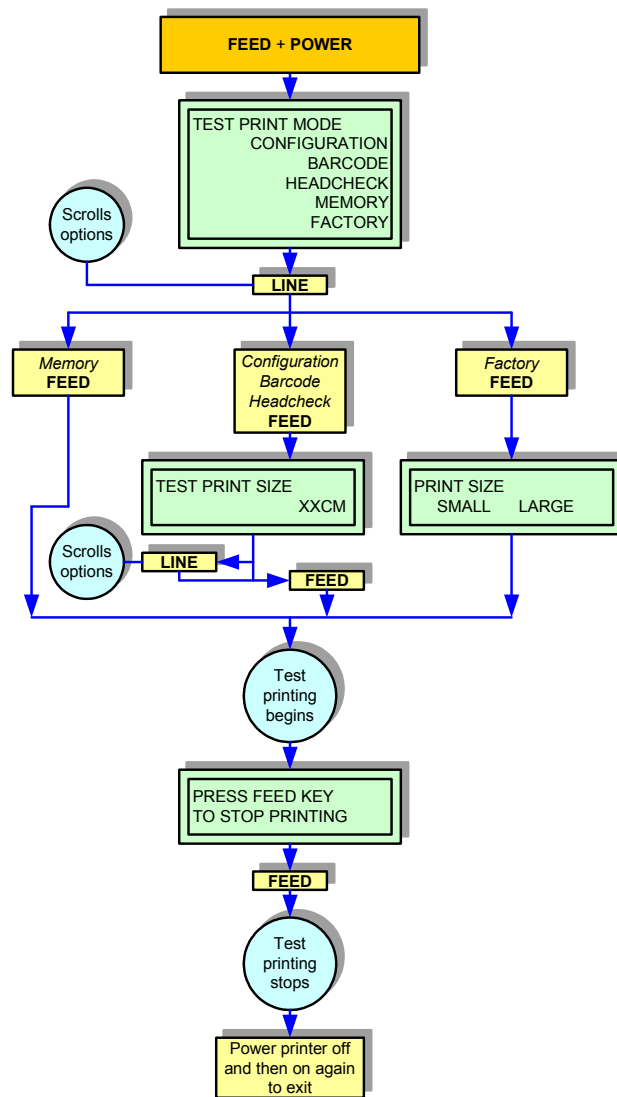 FEED + POWER
TEST PRINT MODE
CONFIGURATION
BARCODE
HEADCHECK
MEMORY
FACTORY
Scrolls
options
LINE
Memory
FEED
Configuration
Barcode
Headcheck
FEED
Factory
FEED
TEST PRINT SIZE
XXCM
PRINT SIZE
SMALL LARGE
Scrolls
options
LINE
FEED
Test
printing
begins
PRESS FEED KEY
TO STOP PRINTING
FEED
Test
printing
stops
Power printer off
and then on again
to exit